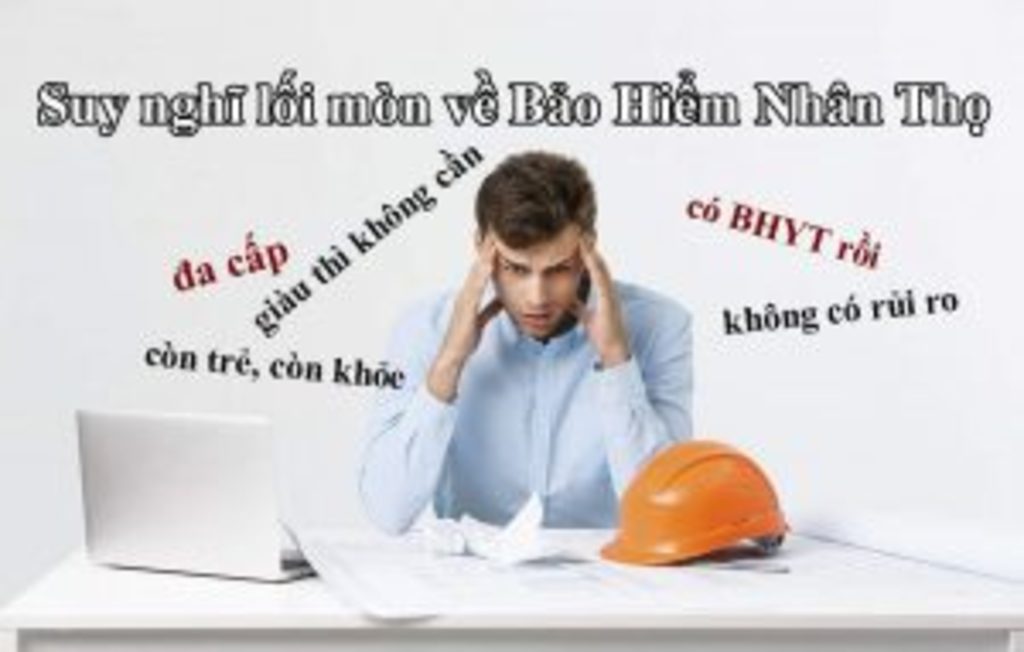 Suy nghĩ lối mòn về Bảo Hiểm Nhân Thọ
đa cấp
giàu thì không cần
còn trẻ, còn khỏe
có BHYT rồi
không có rủi ro